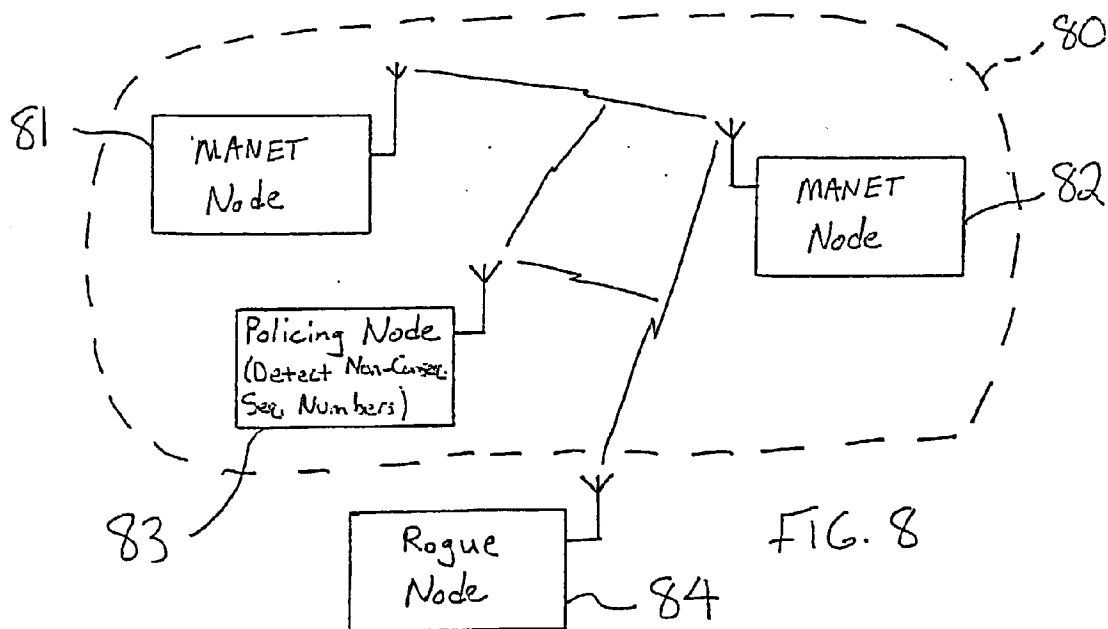 80
81
MANET
Node
MANET
Node
82
Policing Node
(Detect Non-Consec.
Seq. Numbers)
83
Rogue
Node
84
FIG. 8